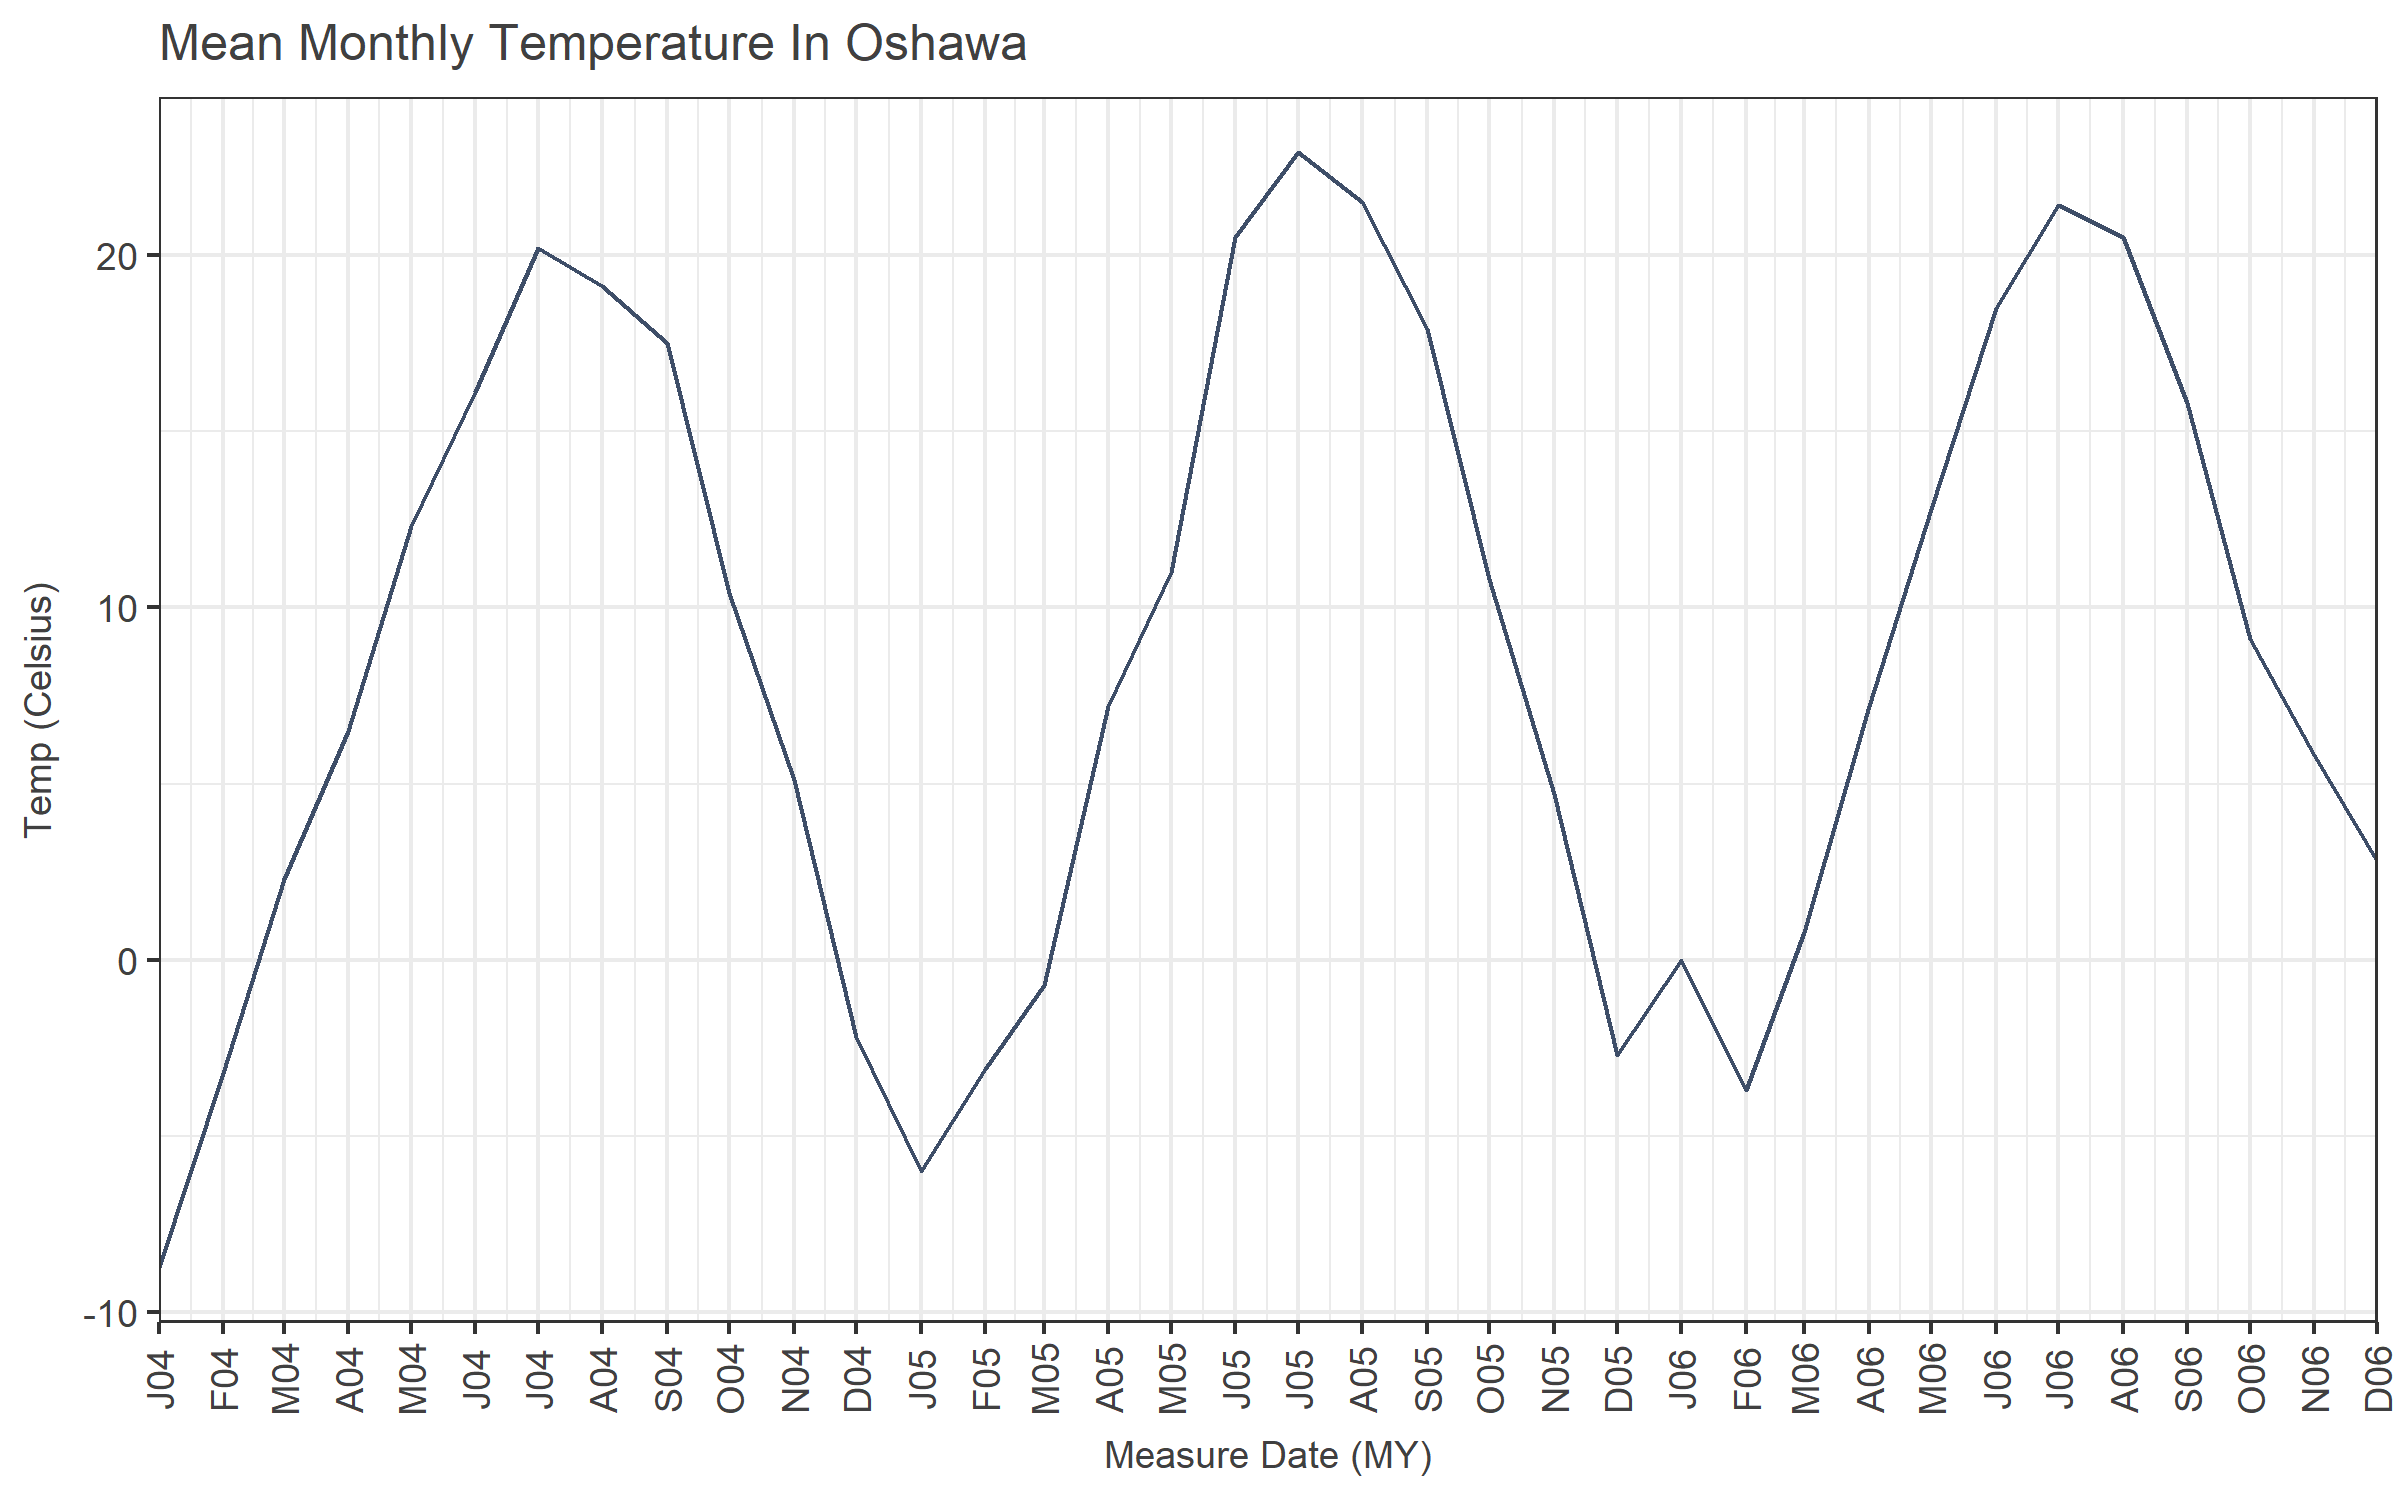 Mean Monthly Temperature In Oshawa
Temp (Celsius)
20
10
0
-10
J04 F04 M04 A04 M04 J04 J04 A04 S04 O04 N04 D04 J05 F05 M05 A05 M05 J05 J05 A05 S05 O05 N05 D05 J06 F06 M06 A06 M06 J06 J06 A06 S06 O06 N06 D06
Measure Date (MY)